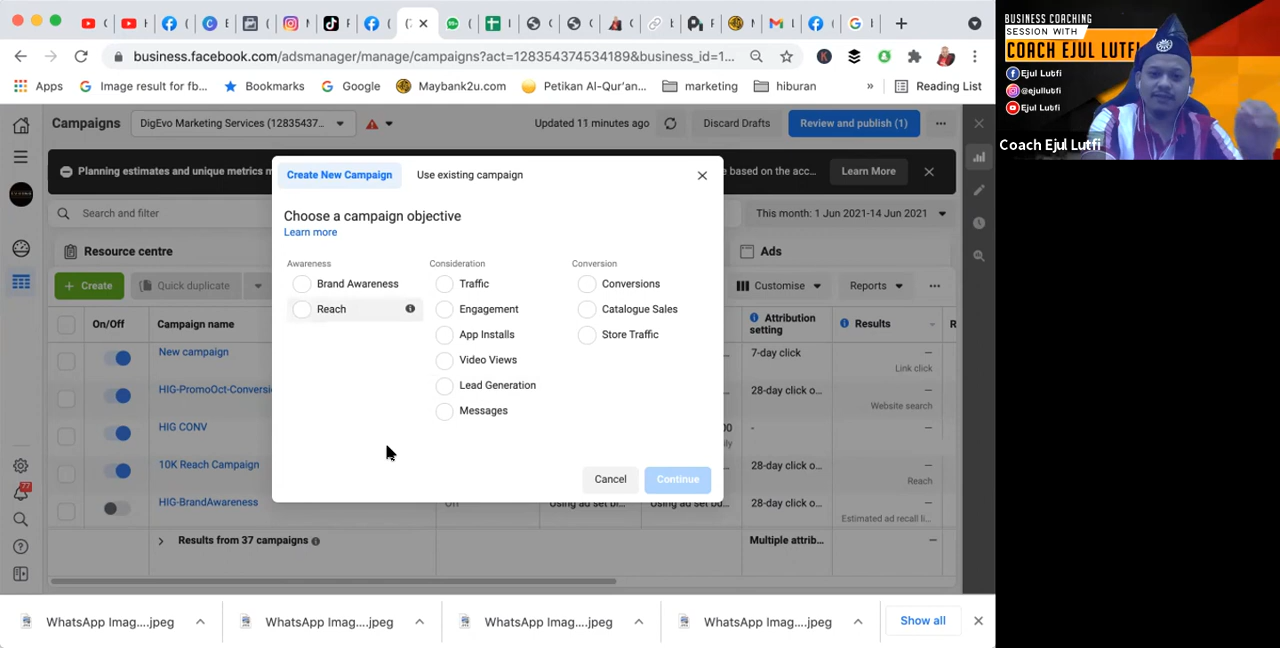 business.facebook.com/adsmanager/manage/campaigns?act=128354374534189&business_id=1...
Apps
Image result for fb...
Bookmarks
Google
Maybank2u.com
Petikan Al-Qur'an...
marketing
hiburan
»
Reading List
Campaigns
DigEvo Marketing Services (12835437...
Updated 11 minutes ago
Discard Drafts
Review and publish (1)
Planning estimates and unique metrics m
e based on the acc...
Learn More
Create New Campaign
Use existing campaign
Search and filter
This month: 1 Jun 2021-14 Jun 2021
Choose a campaign objective
Learn more
Resource centre
Ads
Awareness
Consideration
Conversion
Brand Awareness
Traffic
Conversions
Reach
Engagement
Catalogue Sales
App Installs
Store Traffic
Video Views
Lead Generation
Messages
Cancel
Continue
+ Create
Quick duplicate
Customise
Reports
On/Off
Campaign name
Attribution setting
Results
R
New campaign
7-day click
—
Link click
HIG-PromoOct-Conversi
28-day click o...
—
Website search
HIG CONV
-
—
10K Reach Campaign
28-day click o...
—
Reach
HIG-BrandAwareness
Off
Using ad set bi...
Using ad set bu...
28-day click o...
—
Estimated ad recall li...
Results from 37 campaigns
Multiple attrib...
—
WhatsApp Imag....jpeg
WhatsApp Imag....jpeg
WhatsApp Imag....jpeg
WhatsApp Imag....jpeg
Show all
BUSINESS COACHING
SESSION WITH
COACH EJUL LUTFI
Ejul Lutfi
@ejullutfi
Ejul Lutfi
Coach Ejul Lutfi